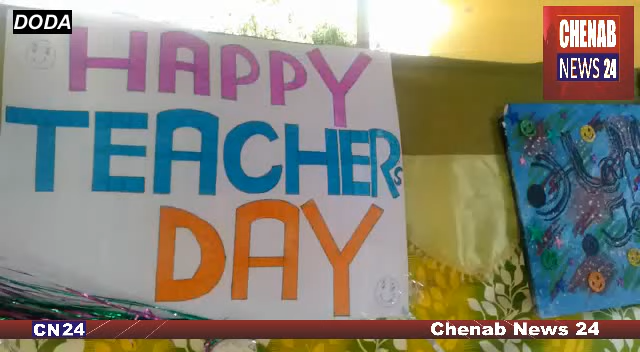 DODA
CHENAB
NEWS 24
HAPPY
TEACHERS
DAY
CN24
Chenab News 24